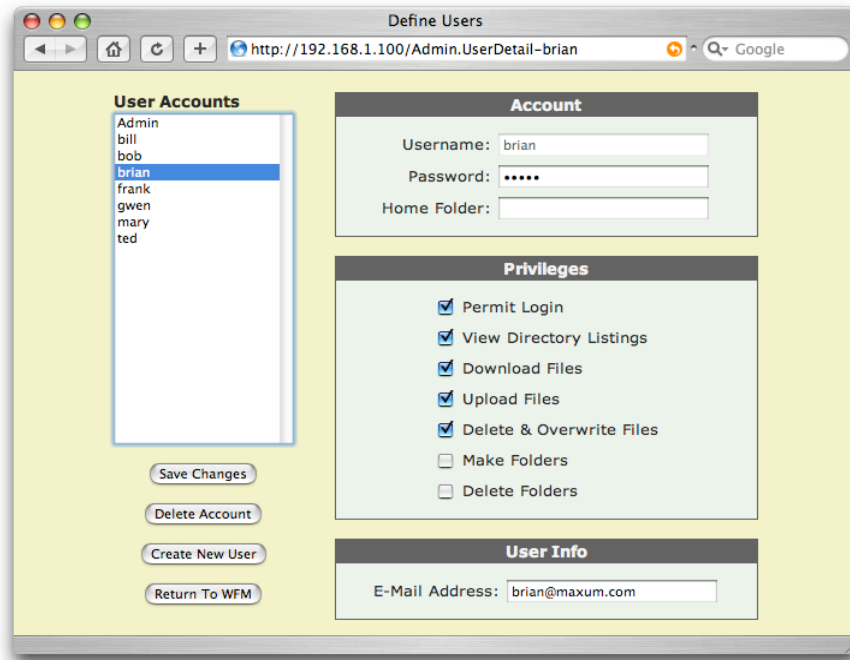 Define Users
http://192.168.1.100/Admin.UserDetail-brian
Google
User Accounts
Admin
bill
bob
brian
frank
gwen
mary
ted
Save Changes
Delete Account
Create New User
Return To WFM
Account
Username: brian
Password: •••••
Home Folder:
Privileges
Permit Login
View Directory Listings
Download Files
Upload Files
Delete & Overwrite Files
Make Folders
Delete Folders
User Info
E-Mail Address: brian@maxum.com